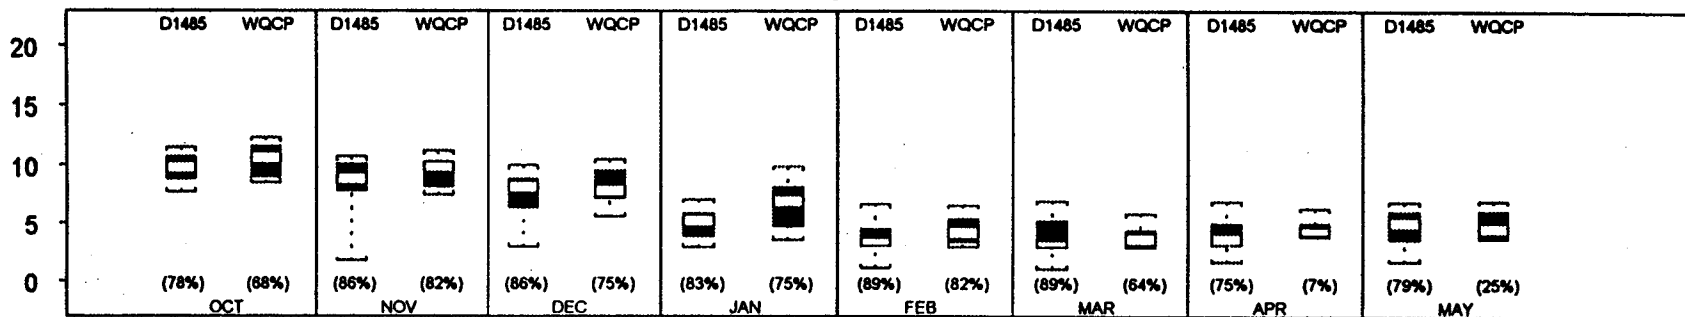 D1485 WQCP D1485 WQCP D1485 WQCP D1485 WQCP D1485 WQCP D1485 WQCP D1485 WQCP D1485 WQCP
20
15
10
5
0
(78%) (68%) (86%) (82%) (86%) (75%) (83%) (75%) (89%) (82%) (89%) (64%) (75%) (7%) (79%) (25%)
OCT NOV DEC JAN FEB MAR APR MAY